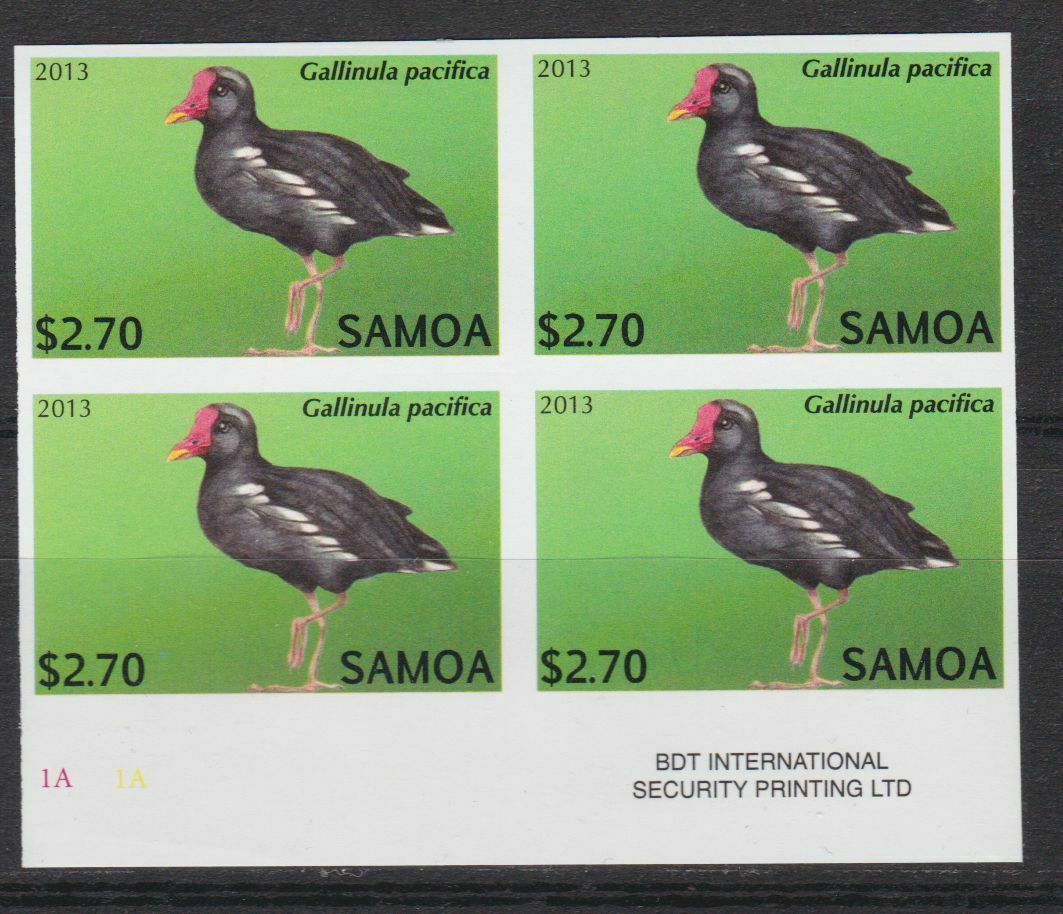 2013 Gallinula pacifica
$2.70 SAMOA
2013 Gallinula pacifica
$2.70 SAMOA
2013 Gallinula pacifica
$2.70 SAMOA
2013 Gallinula pacifica
$2.70 SAMOA
1A 1A
BDT INTERNATIONAL
SECURITY PRINTING LTD